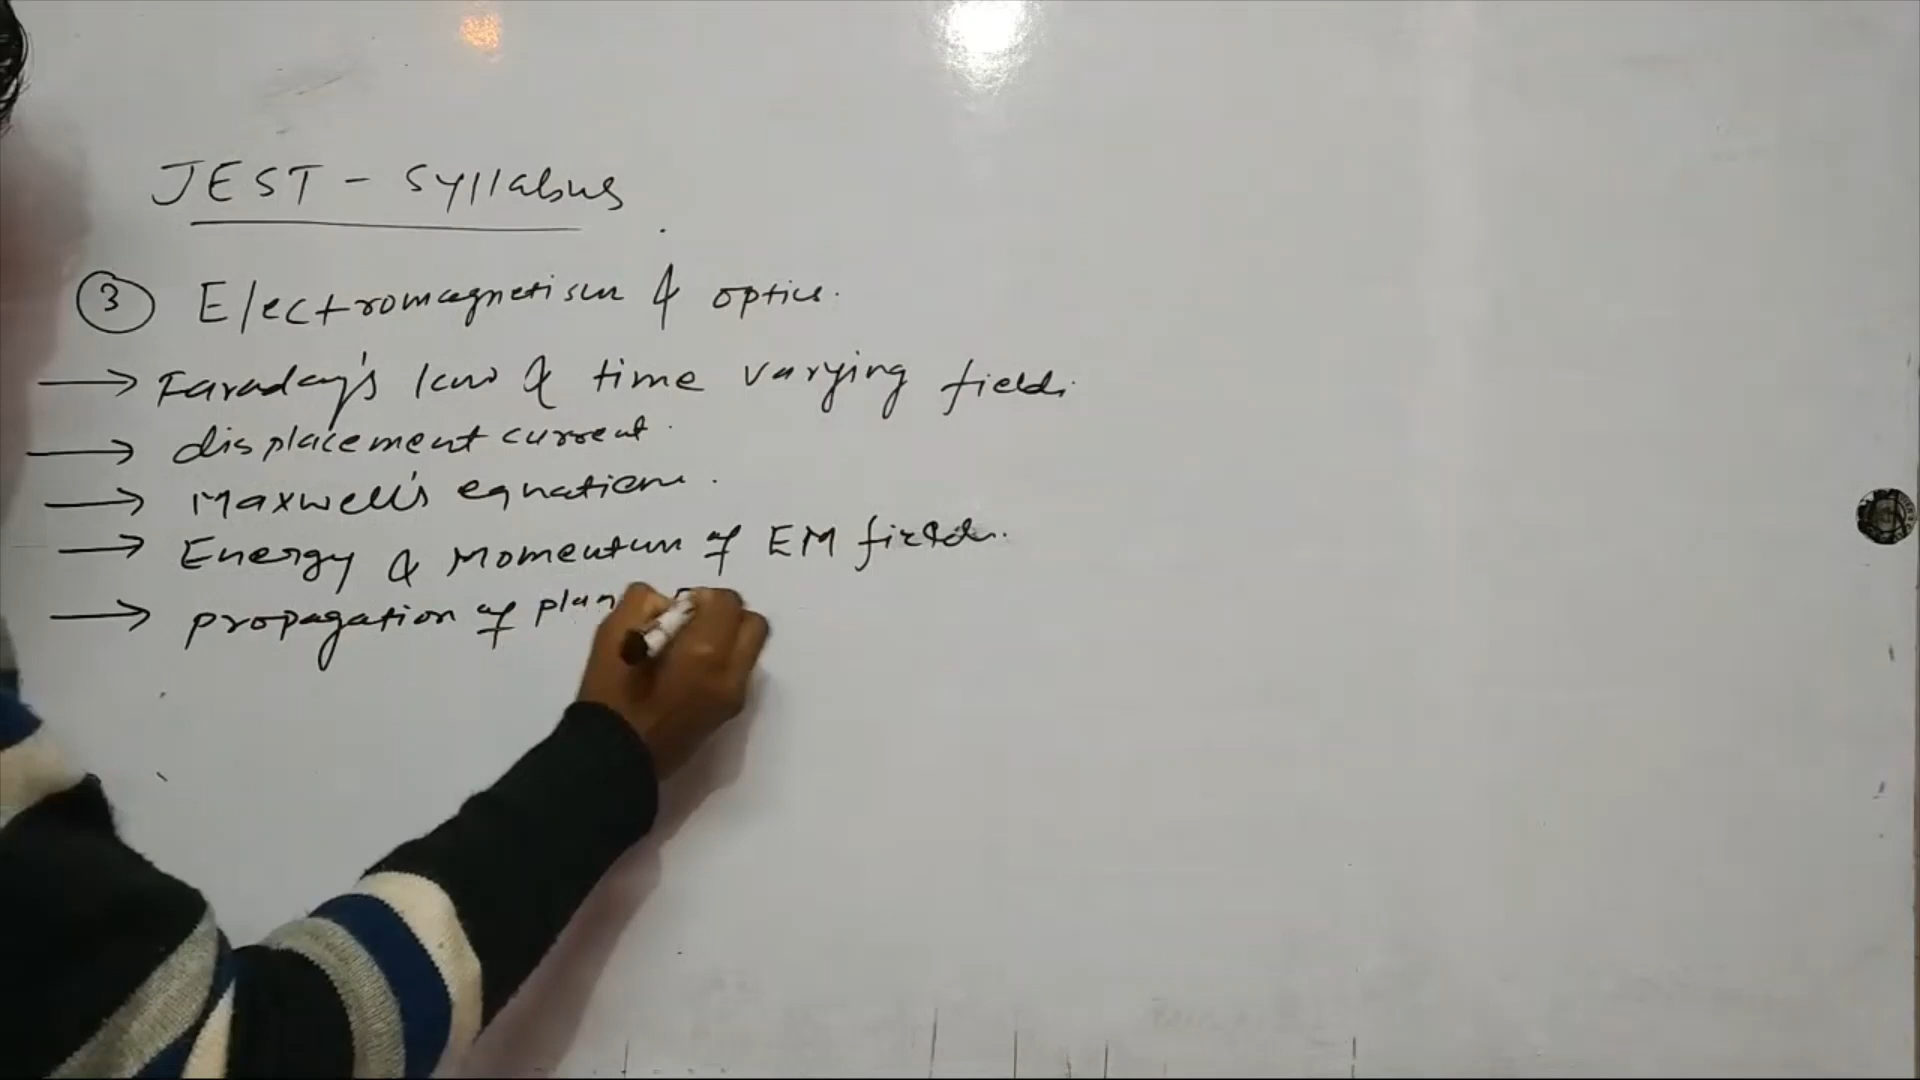 JEST - Syllabus
3 Electromagnetism & optics.
→ Faraday's law & time varying fields
→ displacement current.
→ Maxwell's equations.
→ Energy & Momentum of EM fields.
→ propagation of